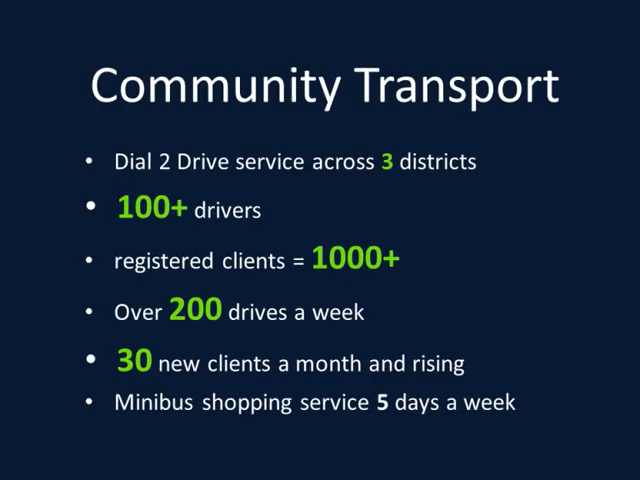 Community Transport
• Dial 2 Drive service across 3 districts
• 100+ drivers
• registered clients = 1000+
• Over 200 drives a week
• 30 new clients a month and rising
• Minibus shopping service 5 days a week